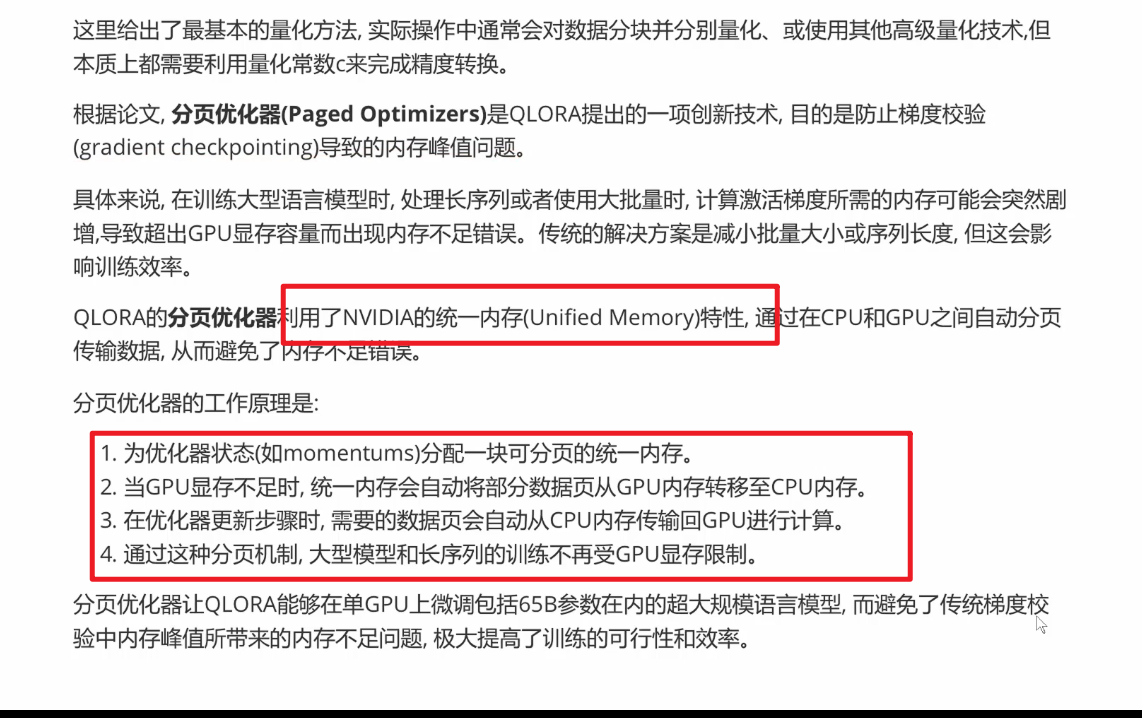 这里给出了最基本的量化方法, 实际操作中通常会对数据分块并分别量化、或使用其他高级量化技术,但
本质上都需要利用量化常数c来完成精度转换。
根据论文, 分页优化器(Paged Optimizers)是QLORA提出的一项创新技术, 目的是防止梯度校验
(gradient checkpointing)导致的内存峰值问题。
具体来说, 在训练大型语言模型时, 处理长序列或者使用大批量时, 计算激活梯度所需的内存可能会突然剧
增,导致超出GPU显存容量而出现内存不足错误。传统的解决方案是减小批量大小或序列长度, 但这会影
响训练效率。
QLORA的分页优化器利用了NVIDIA的统一内存(Unified Memory)特性, 通过在CPU和GPU之间自动分页
传输数据, 从而避免了内存不足错误。
分页优化器的工作原理是:
1. 为优化器状态(如momentums)分配一块可分页的统一内存。
2. 当GPU显存不足时, 统一内存会自动将部分数据页从GPU内存转移至CPU内存。
3. 在优化器更新步骤时, 需要的数据页会自动从CPU内存传输回GPU进行计算。
4. 通过这种分页机制, 大型模型和长序列的训练不再受GPU显存限制。
分页优化器让QLORA能够在单GPU上微调包括65B参数在内的超大规模语言模型, 而避免了传统梯度校
验中内存峰值所带来的内存不足问题, 极大提高了训练的可行性和效率。